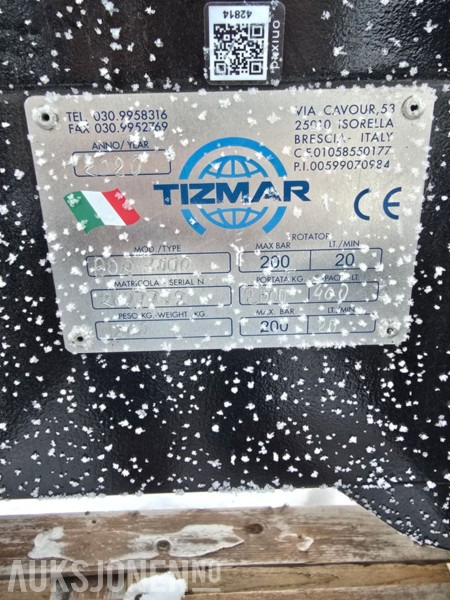 42814
paxiuo
TEL. 030.9958316
FAX 030.9952769
VIA CAVOUR, 53
25010 ISORELLA
BRESCIA - ITALY
C.F.01058550177
P.I.00599070984
ANNO/YEAR
TIZMAR
CE
ROTATOR
MOD./TYPE
MAX BAR
LT./MIN
200
20
MATRICOLA - SERIAL N.
PORTATA KG.
PESO KG.-WEIGHT. KG
MAX. BAR
LT./MIN
200
AUKSJONEN.NO